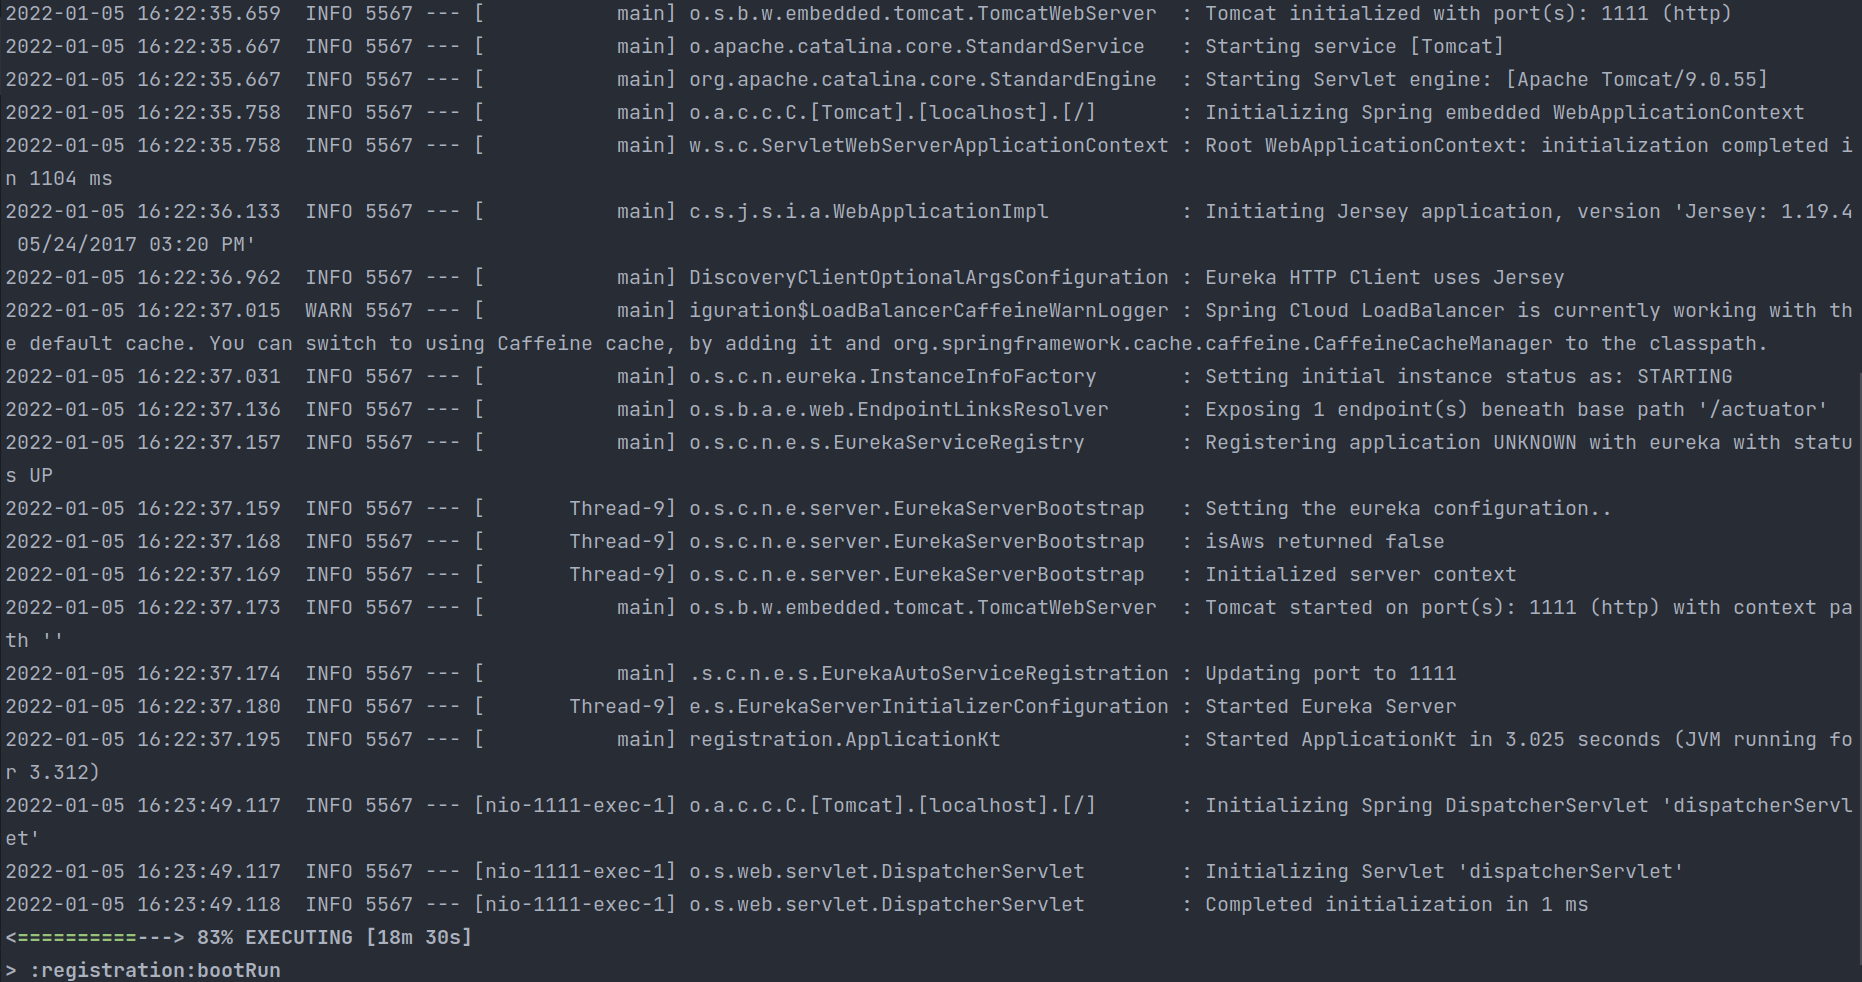 2022-01-05 16:22:35.659  INFO 5567 --- [           main] o.s.b.w.embedded.tomcat.TomcatWebServer  : Tomcat initialized with port(s): 1111 (http)
2022-01-05 16:22:35.667  INFO 5567 --- [           main] o.apache.catalina.core.StandardService   : Starting service [Tomcat]
2022-01-05 16:22:35.667  INFO 5567 --- [           main] org.apache.catalina.core.StandardEngine  : Starting Servlet engine: [Apache Tomcat/9.0.55]
2022-01-05 16:22:35.758  INFO 5567 --- [           main] o.a.c.c.C.[Tomcat].[localhost].[/]       : Initializing Spring embedded WebApplicationContext
2022-01-05 16:22:35.758  INFO 5567 --- [           main] w.s.c.ServletWebServerApplicationContext : Root WebApplicationContext: initialization completed i
n 1104 ms
2022-01-05 16:22:36.133  INFO 5567 --- [           main] c.s.j.s.i.a.WebApplicationImpl           : Initiating Jersey application, version 'Jersey: 1.19.4
 05/24/2017 03:20 PM'
2022-01-05 16:22:36.962  INFO 5567 --- [           main] DiscoveryClientOptionalArgsConfiguration : Eureka HTTP Client uses Jersey
2022-01-05 16:22:37.015  WARN 5567 --- [           main] iguration$LoadBalancerCaffeineWarnLogger : Spring Cloud LoadBalancer is currently working with th
e default cache. You can switch to using Caffeine cache, by adding it and org.springframework.cache.caffeine.CaffeineCacheManager to the classpath.
2022-01-05 16:22:37.031  INFO 5567 --- [           main] o.s.c.n.eureka.InstanceInfoFactory       : Setting initial instance status as: STARTING
2022-01-05 16:22:37.136  INFO 5567 --- [           main] o.s.b.a.e.web.EndpointLinksResolver      : Exposing 1 endpoint(s) beneath base path '/actuator'
2022-01-05 16:22:37.157  INFO 5567 --- [           main] o.s.c.n.e.s.EurekaServiceRegistry        : Registering application UNKNOWN with eureka with statu
s UP
2022-01-05 16:22:37.159  INFO 5567 --- [       Thread-9] o.s.c.n.e.server.EurekaServerBootstrap   : Setting the eureka configuration..
2022-01-05 16:22:37.168  INFO 5567 --- [       Thread-9] o.s.c.n.e.server.EurekaServerBootstrap   : isAws returned false
2022-01-05 16:22:37.169  INFO 5567 --- [       Thread-9] o.s.c.n.e.server.EurekaServerBootstrap   : Initialized server context
2022-01-05 16:22:37.173  INFO 5567 --- [           main] o.s.b.w.embedded.tomcat.TomcatWebServer  : Tomcat started on port(s): 1111 (http) with context pa
th ''
2022-01-05 16:22:37.174  INFO 5567 --- [           main] .s.c.n.e.s.EurekaAutoServiceRegistration : Updating port to 1111
2022-01-05 16:22:37.180  INFO 5567 --- [       Thread-9] e.s.EurekaServerInitializerConfiguration : Started Eureka Server
2022-01-05 16:22:37.195  INFO 5567 --- [           main] registration.ApplicationKt               : Started ApplicationKt in 3.025 seconds (JVM running fo
r 3.312)
2022-01-05 16:23:49.117  INFO 5567 --- [nio-1111-exec-1] o.a.c.c.C.[Tomcat].[localhost].[/]       : Initializing Spring DispatcherServlet 'dispatcherServl
et'
2022-01-05 16:23:49.117  INFO 5567 --- [nio-1111-exec-1] o.s.web.servlet.DispatcherServlet        : Initializing Servlet 'dispatcherServlet'
2022-01-05 16:23:49.118  INFO 5567 --- [nio-1111-exec-1] o.s.web.servlet.DispatcherServlet        : Completed initialization in 1 ms
<==========---> 83% EXECUTING [18m 30s]
> :registration:bootRun